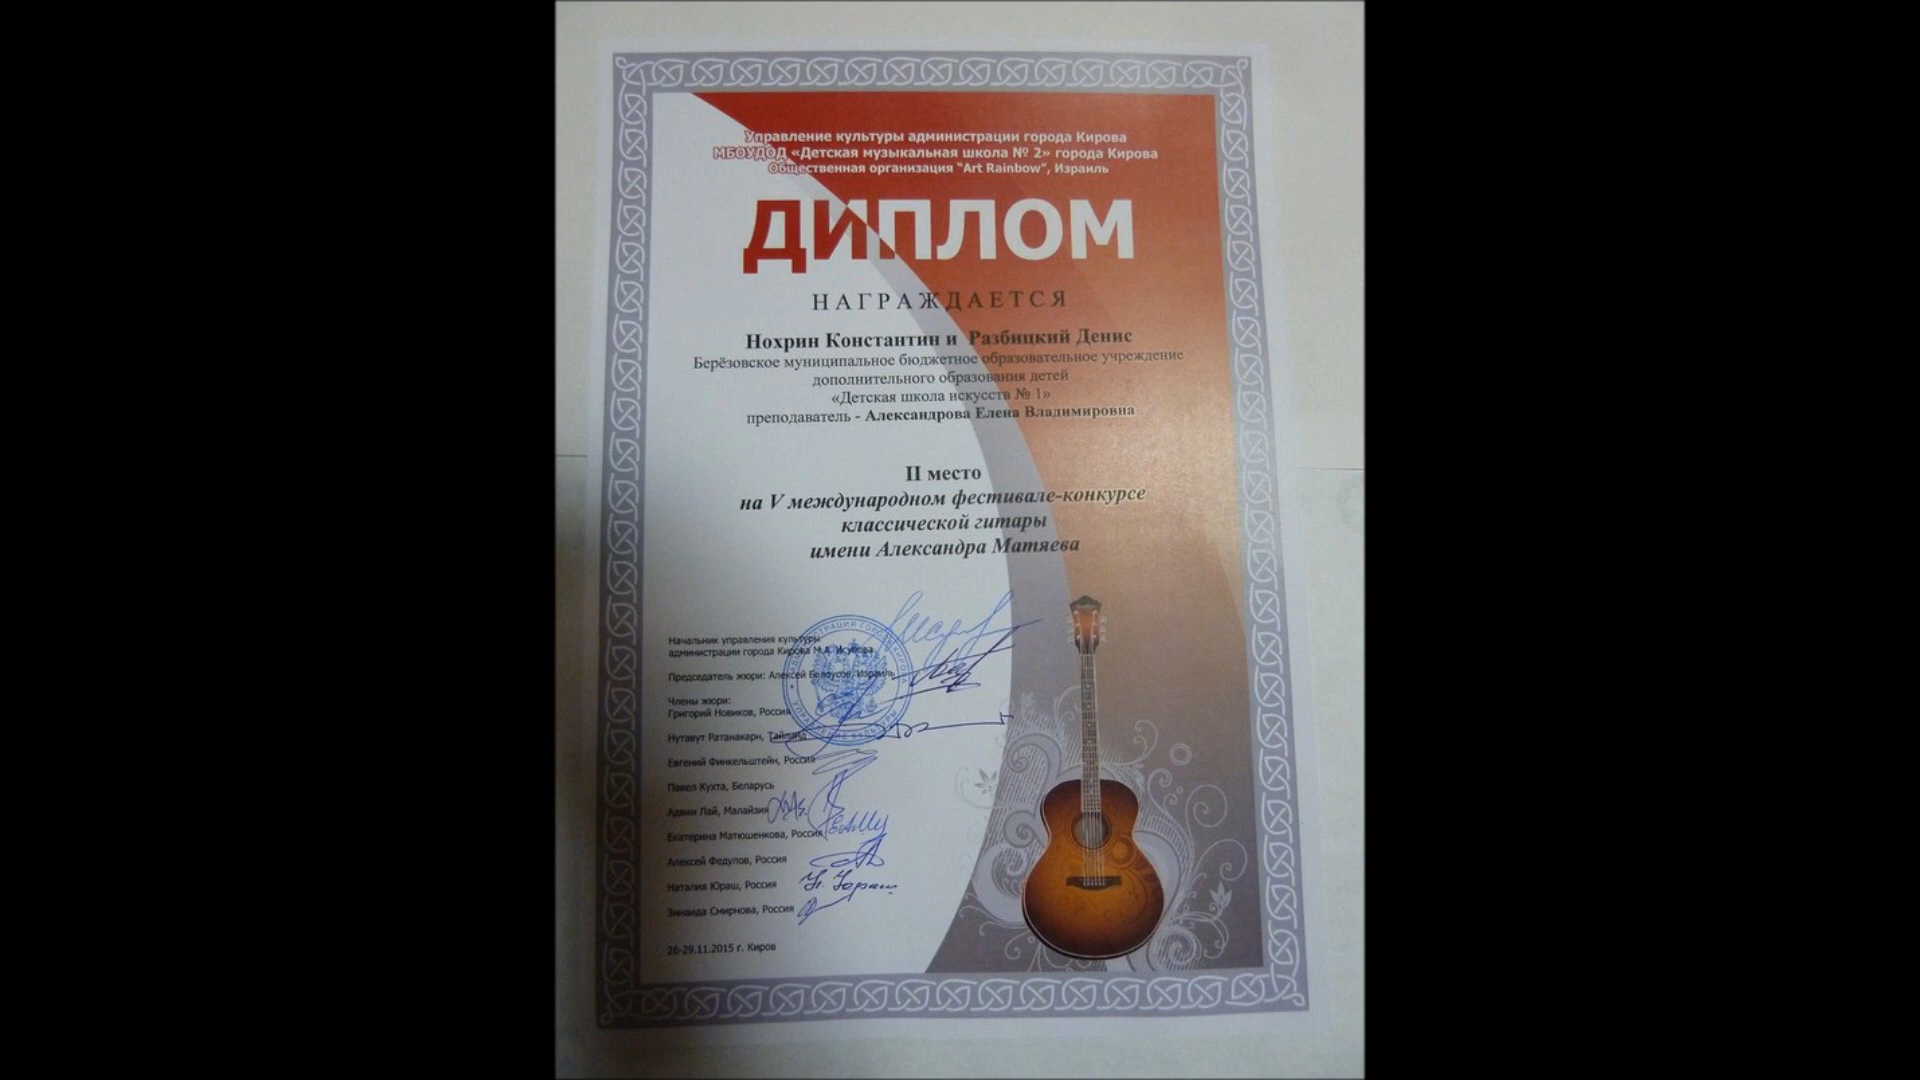 Управление культуры администрации города Кирова
МБОУДОД «Детская музыкальная школа № 2» города Кирова
Общественная организация "Art Rainbow", Израиль
ДИПЛОМ
НАГРАЖДАЕТСЯ
Нохрин Константин и Разбицкий Денис
Берёзовское муниципальное бюджетное образовательное учреждение
дополнительного образования детей
«Детская школа искусств № 1»
преподаватель - Александрова Елена Владимировна
II место
на V международном фестивале-конкурсе
классической гитары
имени Александра Матяева
Начальник управления культуры
администрации города Кирова М.А. Исупова
Председатель жюри: Алексей Белоусов, Израиль
Члены жюри:
Григорий Новиков, Россия
Нутавут Ратанакарн, Тайланд
Евгений Финкельштейн, Россия
Павел Кухта, Беларусь
Адвин Лай, Малайзия
Екатерина Матюшенкова, Россия
Алексей Федулов, Россия
Наталия Юраш, Россия
Зинаида Смирнова, Россия
26-29.11.2015 г. Киров